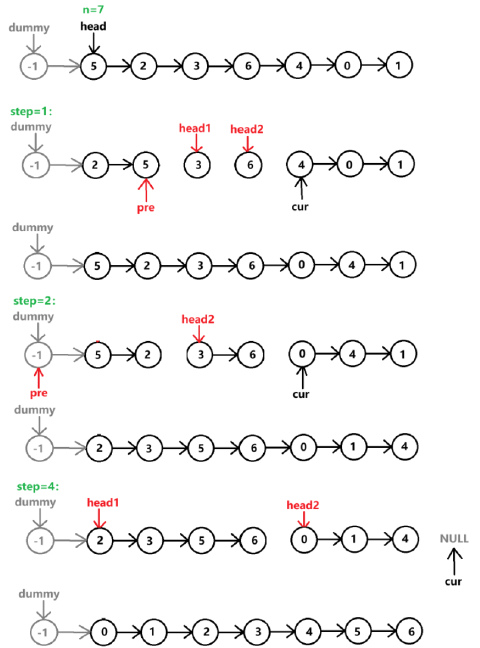 n=7
dummy head
-1 5 2 3 6 4 0 1
step=1:
dummy head1 head2
-1 2 5 3 6 4 0 1
pre cur
dummy
-1 5 2 3 6 0 4 1
step=2:
dummy head2
-1 5 2 3 6 0 4 1
pre cur
dummy
-1 2 3 5 6 0 1 4
step=4:
dummy head1 head2
-1 2 3 5 6 0 1 4 NULL
cur
dummy
-1 0 1 2 3 4 5 6